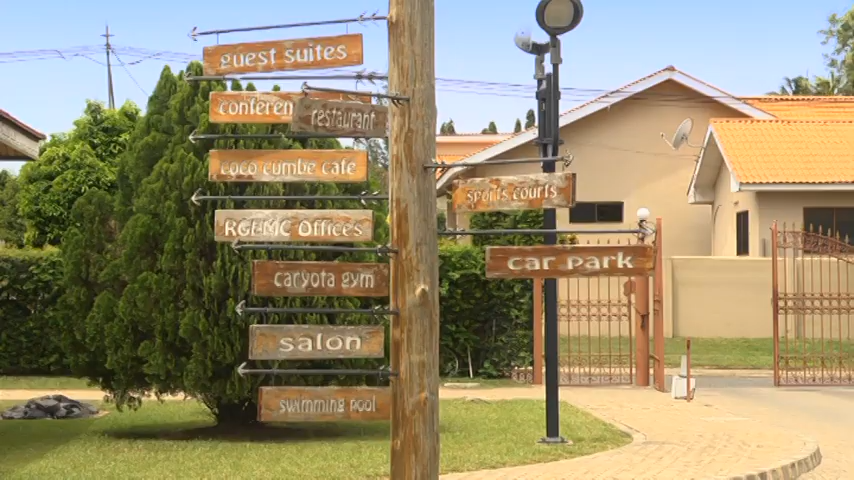 guest suites
conferen
restaurant
coco cumbe cafe
RGEMC Offices
caryota gym
salon
swimming pool
sports courts
car park